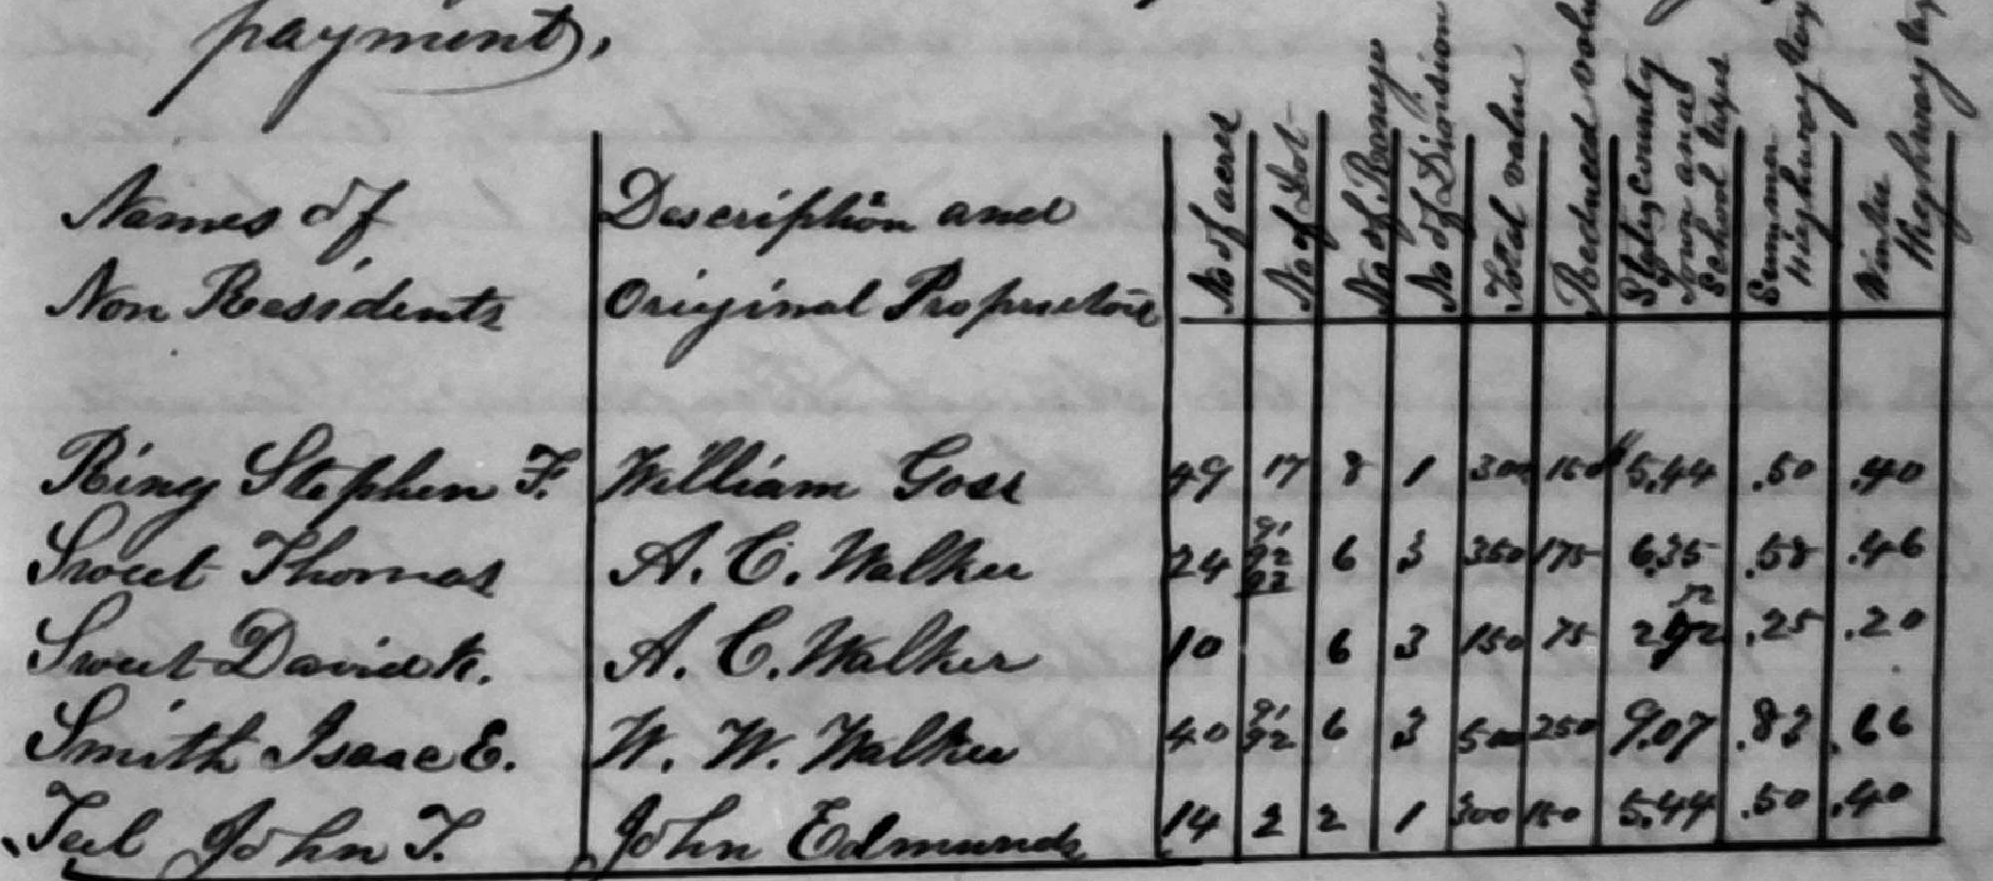 payment,
Names of
Non Residents
Description and
Original Proprietors
No of acres
No of Lot
No of Range
No of Division
Total value
Reduced value
State, County
Town and
School taxes
Summer
Highway tax
Winter
Highway tax
Ring Stephen F. William Goss 49 17 8 1 300 150 5.44 .50 .40
Sweet Thomas A. C. Walker 24 91 92 92 6 3 350 175 6.35 .58 .46
Sweet David K. A. C. Walker 10 6 3 150 75 2 72 .25 .20
Smith Isaac E. W. W. Walker 40 91 92 6 3 500 250 9.07 .83 .66
Teel John T. John Edmunds 14 2 2 1 300 150 5.44 .50 .40